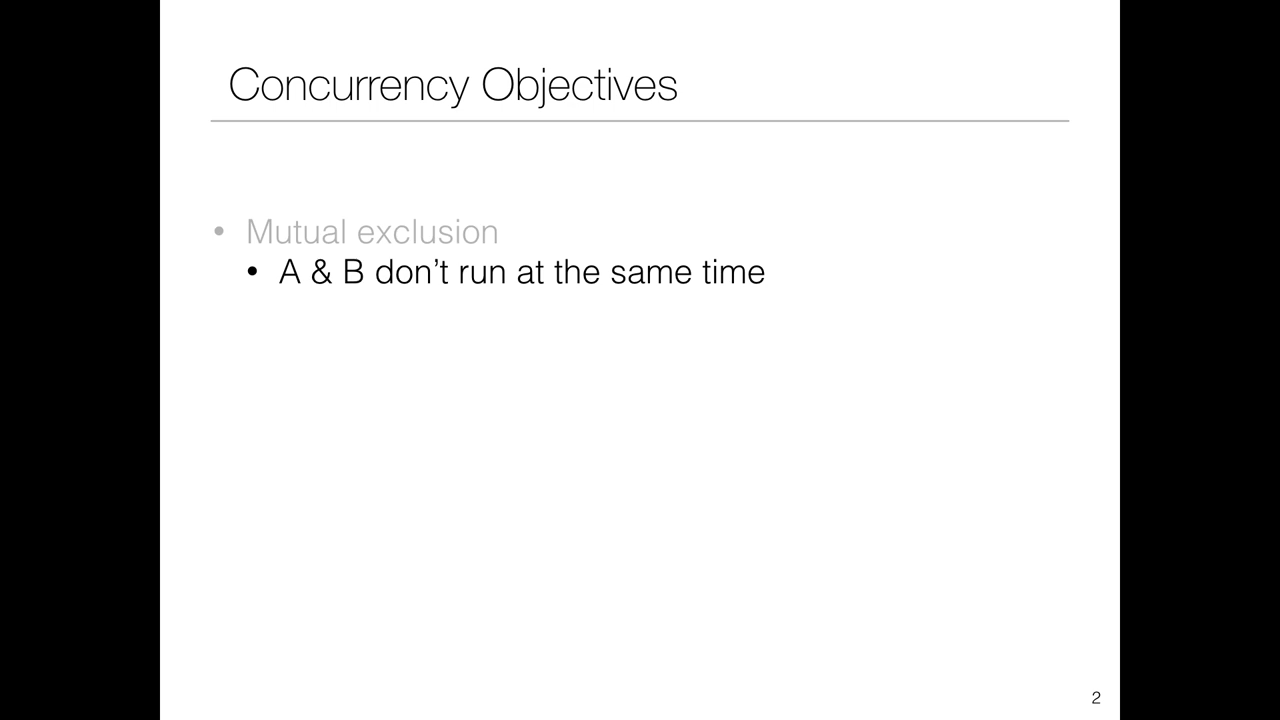 Concurrency Objectives
• Mutual exclusion
• A & B don’t run at the same time
2